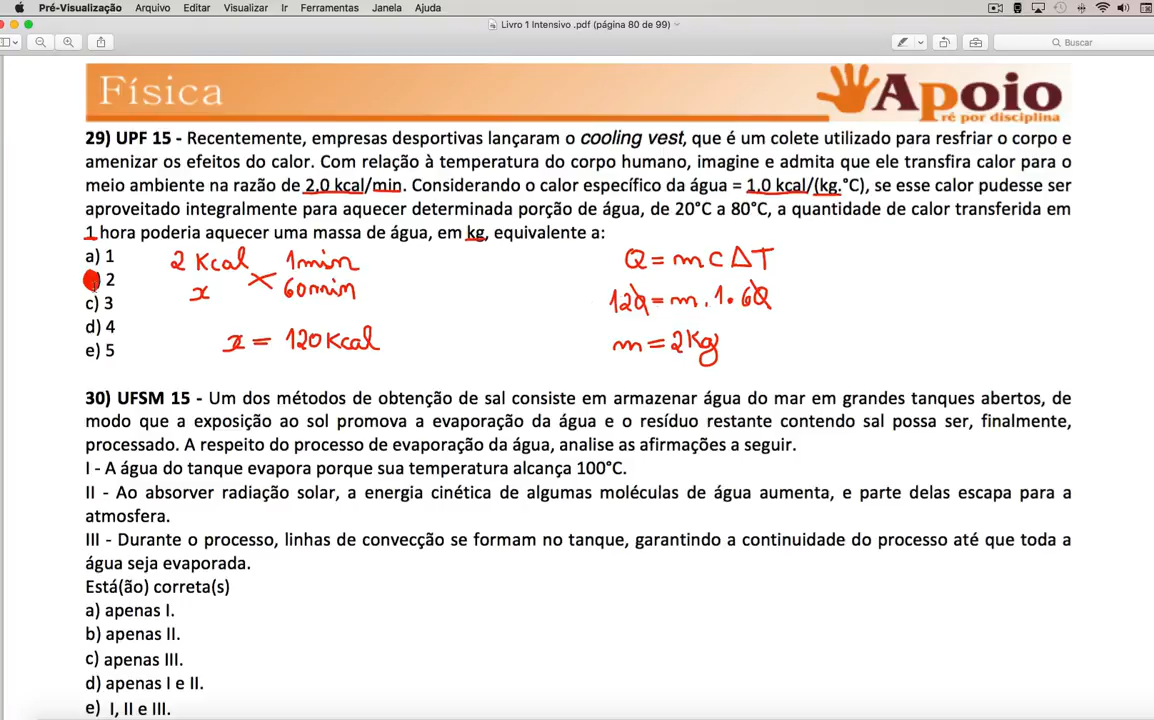 Pré-Visualização Arquivo Editar Visualizar Ir Ferramentas Janela Ajuda
Livro 1 Intensivo .pdf (página 80 de 99)
Buscar
Física
Apoio
ré por disciplina
29) UPF 15 - Recentemente, empresas desportivas lançaram o cooling vest, que é um colete utilizado para resfriar o corpo e
amenizar os efeitos do calor. Com relação à temperatura do corpo humano, imagine e admita que ele transfira calor para o
meio ambiente na razão de 2,0 kcal/min. Considerando o calor específico da água = 1,0 kcal/(kg.°C), se esse calor pudesse ser
aproveitado integralmente para aquecer determinada porção de água, de 20°C a 80°C, a quantidade de calor transferida em
1 hora poderia aquecer uma massa de água, em kg, equivalente a:
a) 1
) 2
c) 3
d) 4
e) 5
2 Kcal 1min
x 60min
x = 120Kcal
Q = m C ΔT
120 = m . 1. 60
m = 2Kg
30) UFSM 15 - Um dos métodos de obtenção de sal consiste em armazenar água do mar em grandes tanques abertos, de
modo que a exposição ao sol promova a evaporação da água e o resíduo restante contendo sal possa ser, finalmente,
processado. A respeito do processo de evaporação da água, analise as afirmações a seguir.
I - A água do tanque evapora porque sua temperatura alcança 100°C.
II - Ao absorver radiação solar, a energia cinética de algumas moléculas de água aumenta, e parte delas escapa para a
atmosfera.
III - Durante o processo, linhas de convecção se formam no tanque, garantindo a continuidade do processo até que toda a
água seja evaporada.
Está(ão) correta(s)
a) apenas I.
b) apenas II.
c) apenas III.
d) apenas I e II.
e) I, II e III.